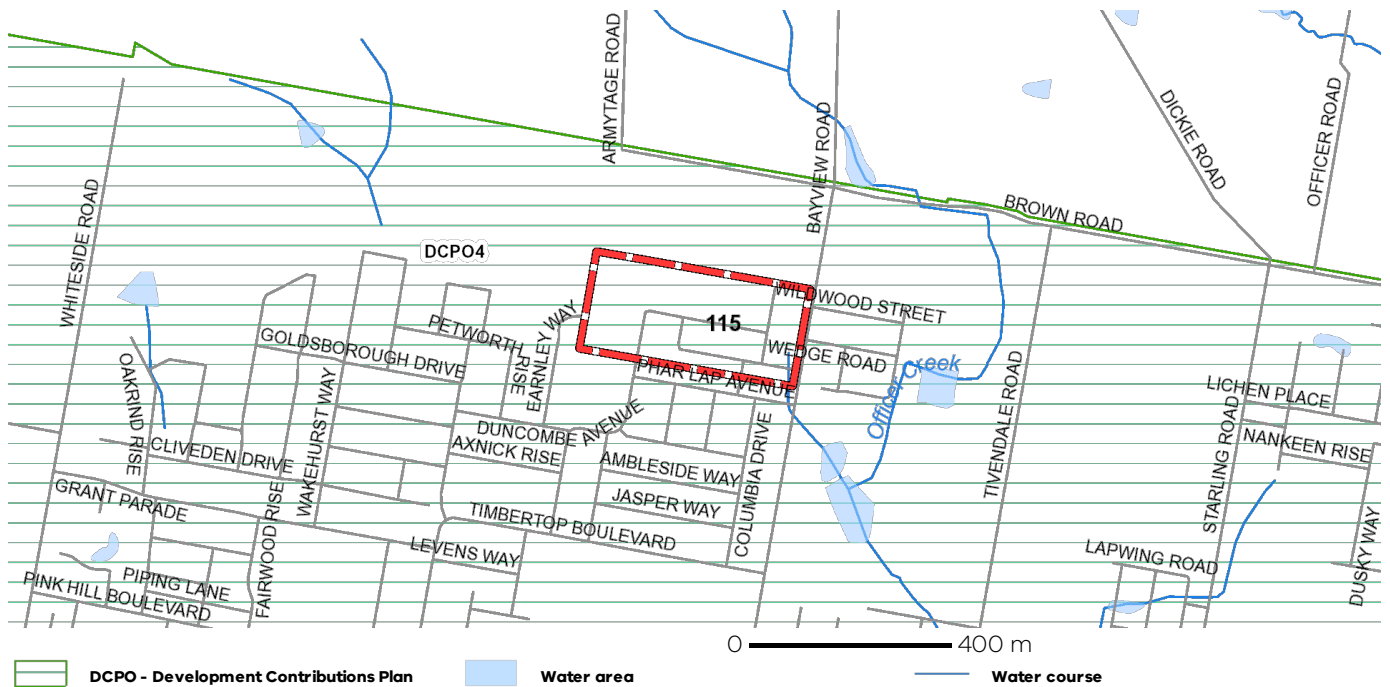 ARMYTAGE ROAD
BAYVIEW ROAD
DICKIE ROAD
OFFICER ROAD
BROWN ROAD
WHITESIDE ROAD
DCPO4
115
WILDWOOD STREET
WEDGE ROAD
PHAR LAP AVENUE
EARNLEY WAY
PETWORTH RISE
GOLDSBOROUGH DRIVE
WAKEHURST WAY
OAKRIND RISE
Officer Creek
TIVENDALE ROAD
LICHEN PLACE
NANKEEN RISE
STARLING ROAD
DUNCOMBE AVENUE
AXNICK RISE
AMBLESIDE WAY
JASPER WAY
COLUMBIA DRIVE
CLIVEDEN DRIVE
GRANT PARADE
FAIRWOOD RISE
TIMBERTOP BOULEVARD
LEVENS WAY
PIPING LANE
PINK HILL BOULEVARD
LAPWING ROAD
DUSKY WAY
0 400 m
DCPO - Development Contributions Plan
Water area
Water course